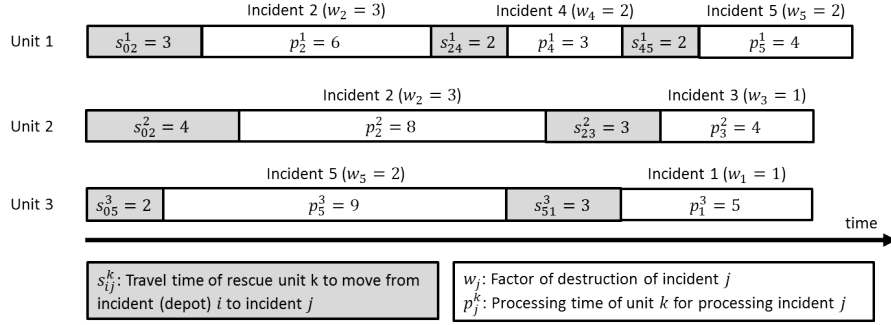 Incident 2 (w₂ = 3) Incident 4 (w₄ = 2) Incident 5 (w₅ = 2)
Unit 1 s¹₀₂ = 3 p¹₂ = 6 s¹₂₄ = 2 p¹₄ = 3 s¹₄₅ = 2 p¹₅ = 4
Incident 2 (w₂ = 3) Incident 3 (w₃ = 1)
Unit 2 s²₀₂ = 4 p²₂ = 8 s²₂₃ = 3 p²₃ = 4
Incident 5 (w₅ = 2) Incident 1 (w₁ = 1)
Unit 3 s³₀₅ = 2 p³₅ = 9 s³₅₁ = 3 p³₁ = 5
time
sᵏᵢⱼ: Travel time of rescue unit k to move from
incident (depot) i to incident j
wⱼ: Factor of destruction of incident j
pᵏⱼ: Processing time of unit k for processing incident j